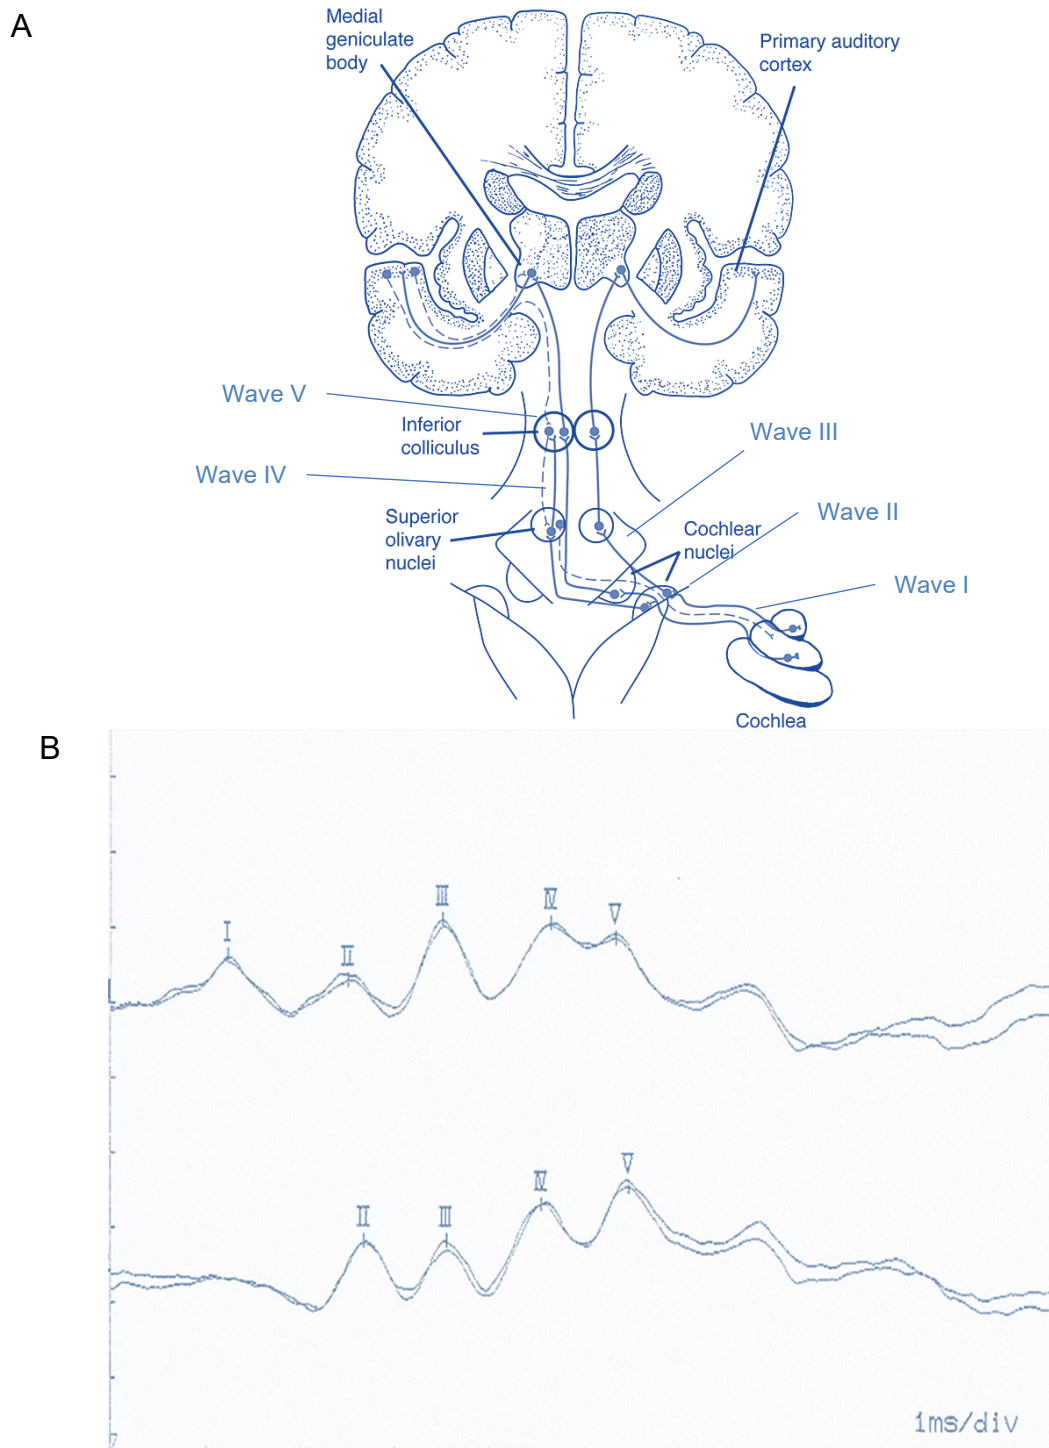 A
Medial
geniculate
body
Primary auditory
cortex
Wave V
Inferior
colliculus
Wave III
Wave IV
Superior
olivary
nuclei
Cochlear
nuclei
Wave II
Wave I
Cochlea
B
I
II
III
IV
V
II
III
IV
V
1ms/div